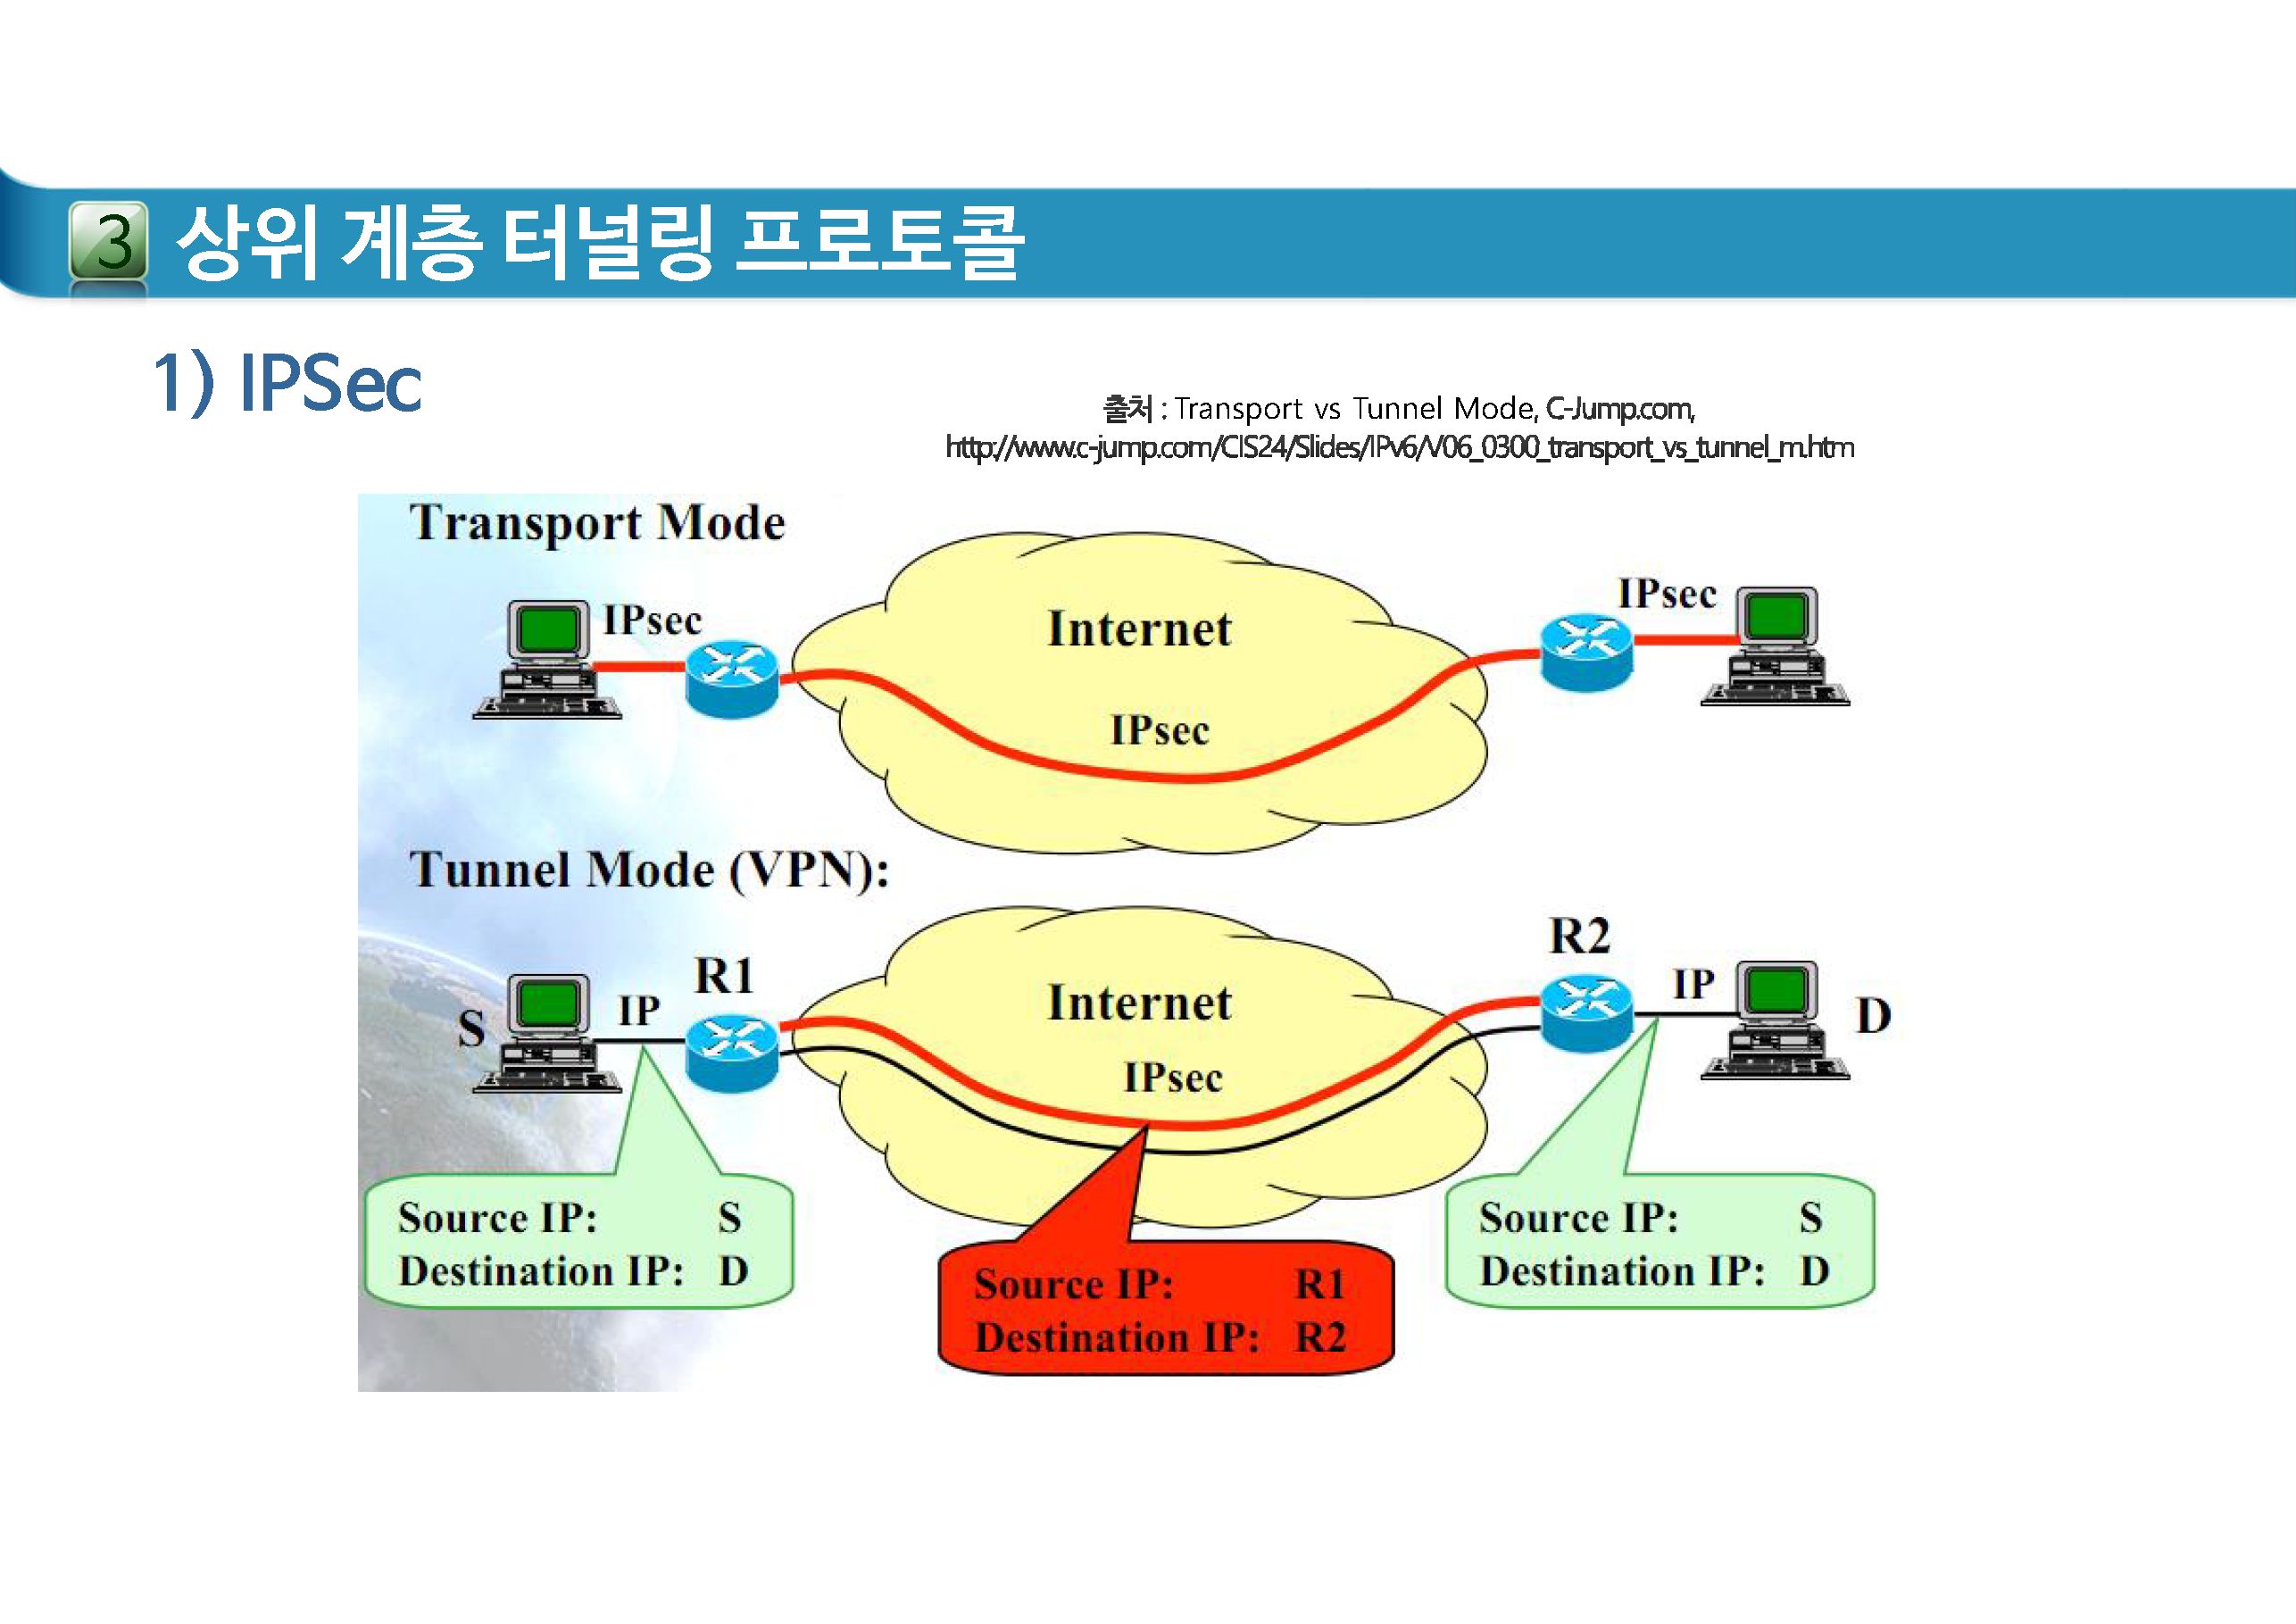 3 상위 계층 터널링 프로토콜
1) IPSec
출처 : Transport vs Tunnel Mode, C-Jump.com,
http://www.c-jump.com/CIS24/Slides/IPv6/V06_0300_transport_vs_tunnel_m.htm
Transport Mode
IPsec
Internet
IPsec
IPsec
Tunnel Mode (VPN):
S
IP
R1
Internet
IPsec
R2
IP
D
Source IP: S
Destination IP: D
Source IP: R1
Destination IP: R2
Source IP: S
Destination IP: D